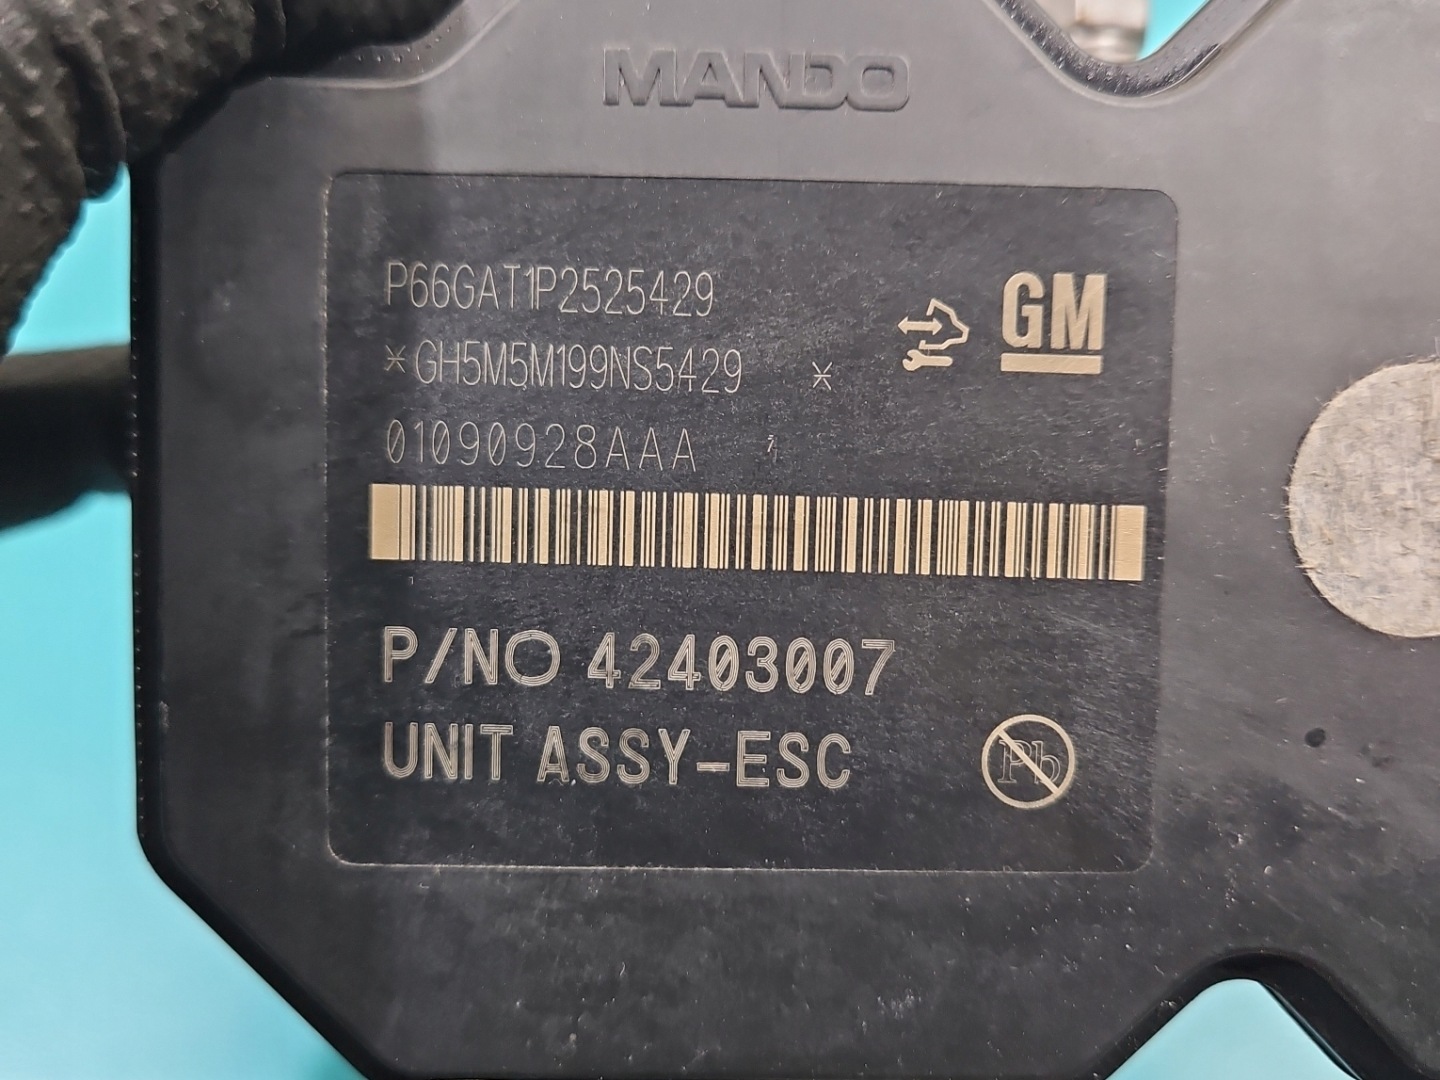 MANDO
P66GAT1P2525429
GM
*GH5M5M199NS5429 *
01090928AAA
P/NO 42403007
UNIT ASSY-ESC
Pb